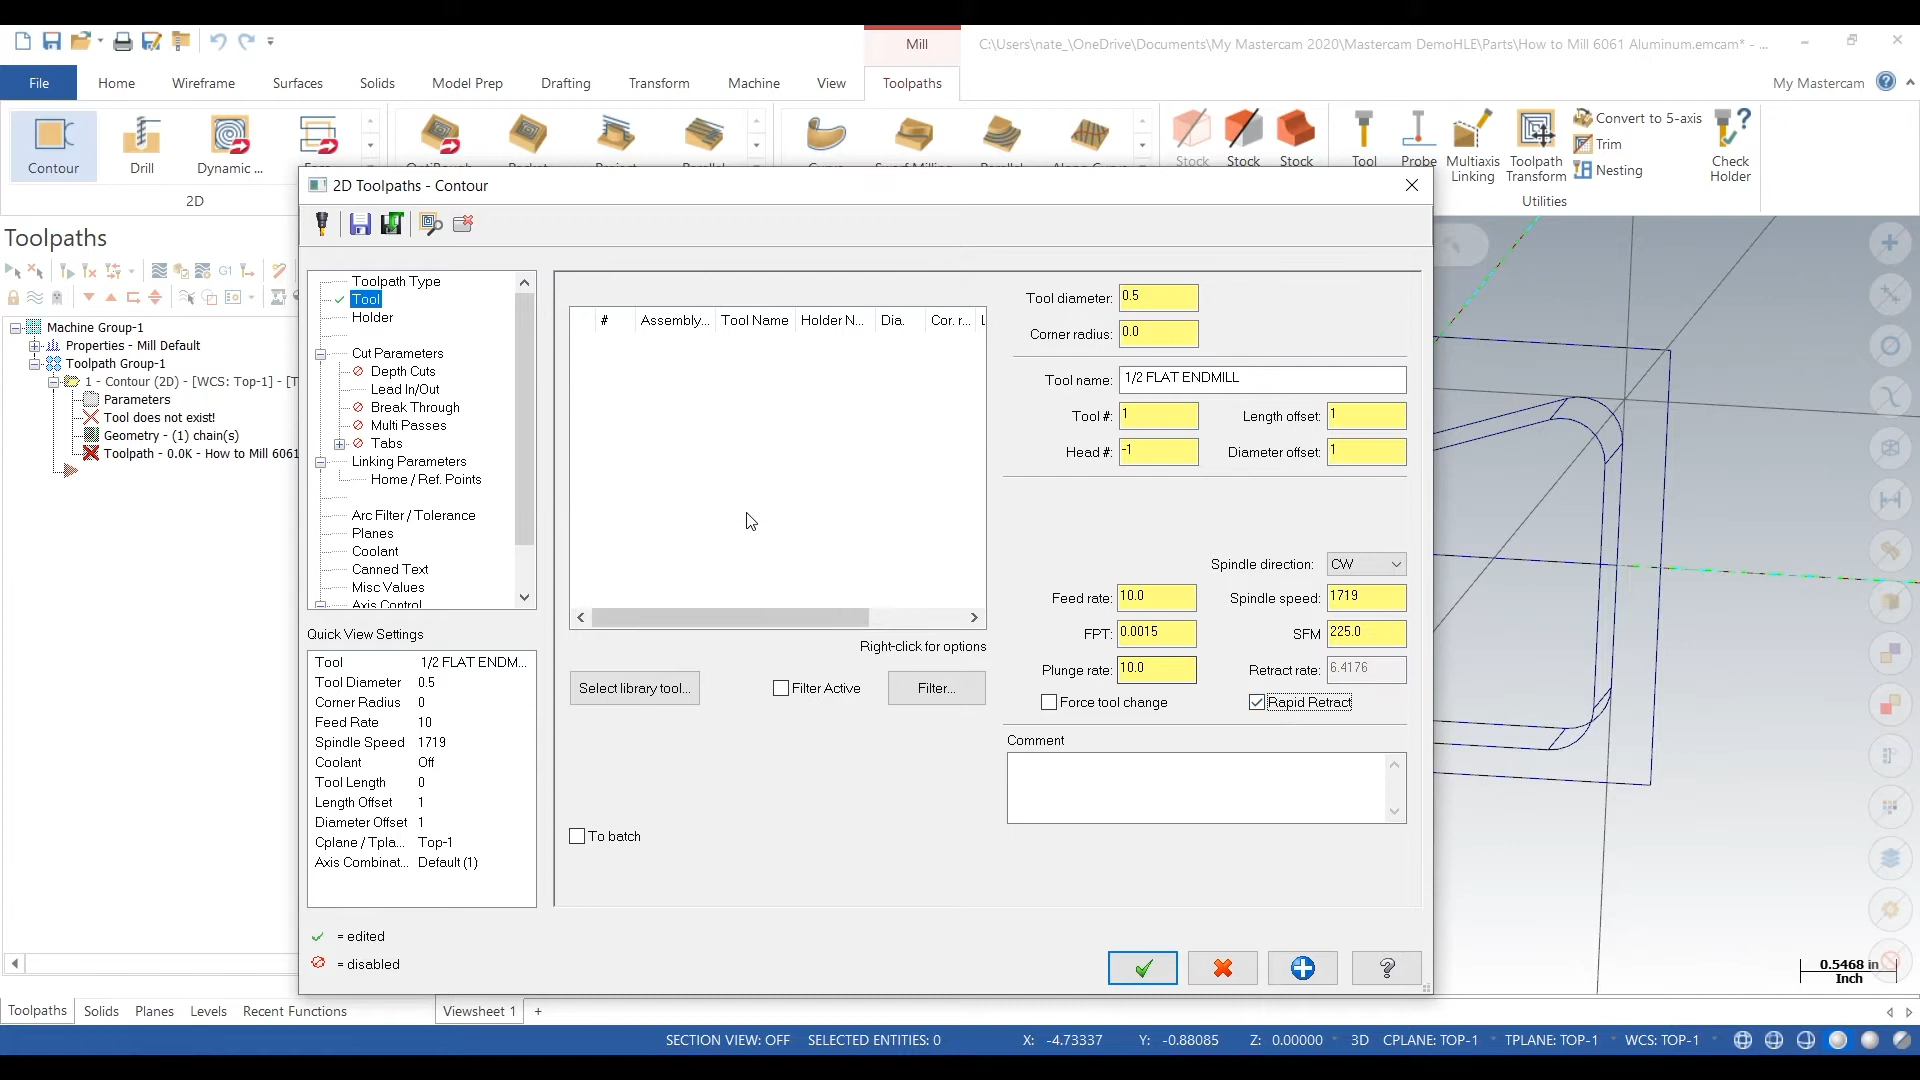 Mill
C:\Users\nate_\OneDrive\Documents\My Mastercam 2020\Mastercam DemoHLE\Parts\How to Mill 6061 Aluminum.emcam* - ...
File
Home
Wireframe
Surfaces
Solids
Model Prep
Drafting
Transform
Machine
View
Toolpaths
My Mastercam
Contour
Drill
Dynamic ...
2D
Stock
Stock
Stock
Tool
Probe
Multiaxis
Linking
Toolpath
Transform
Convert to 5-axis
Trim
Nesting
Utilities
Check
Holder
2D Toolpaths - Contour
Toolpaths
G1
Machine Group-1
Properties - Mill Default
Toolpath Group-1
1 - Contour (2D) - [WCS: Top-1] - [T
Parameters
Tool does not exist!
Geometry - (1) chain(s)
Toolpath - 0.0K - How to Mill 6061
Toolpath Type
Tool
Holder
Cut Parameters
Depth Cuts
Lead In/Out
Break Through
Multi Passes
Tabs
Linking Parameters
Home / Ref. Points
Arc Filter / Tolerance
Planes
Coolant
Canned Text
Misc Values
Axis Control
Quick View Settings
Tool 1/2 FLAT ENDM...
Tool Diameter 0.5
Corner Radius 0
Feed Rate 10
Spindle Speed 1719
Coolant Off
Tool Length 0
Length Offset 1
Diameter Offset 1
Cplane / Tpla... Top-1
Axis Combinat... Default (1)
= edited
= disabled
# Assembly... Tool Name Holder N... Dia. Cor. r... L
Right-click for options
Select library tool...
Filter Active
Filter...
To batch
Tool diameter: 0.5
Corner radius: 0.0
Tool name: 1/2 FLAT ENDMILL
Tool #: 1 Length offset: 1
Head #: -1 Diameter offset: 1
Spindle direction: CW
Feed rate: 10.0 Spindle speed: 1719
FPT: 0.0015 SFM 225.0
Plunge rate: 10.0 Retract rate: 6.4176
Force tool change Rapid Retract
Comment
0.5468 in
Inch
Toolpaths
Solids
Planes
Levels
Recent Functions
Viewsheet 1
+
SECTION VIEW: OFF SELECTED ENTITIES: 0 X: -4.73337 Y: -0.88085 Z: 0.00000 3D CPLANE: TOP-1 TPLANE: TOP-1 WCS: TOP-1